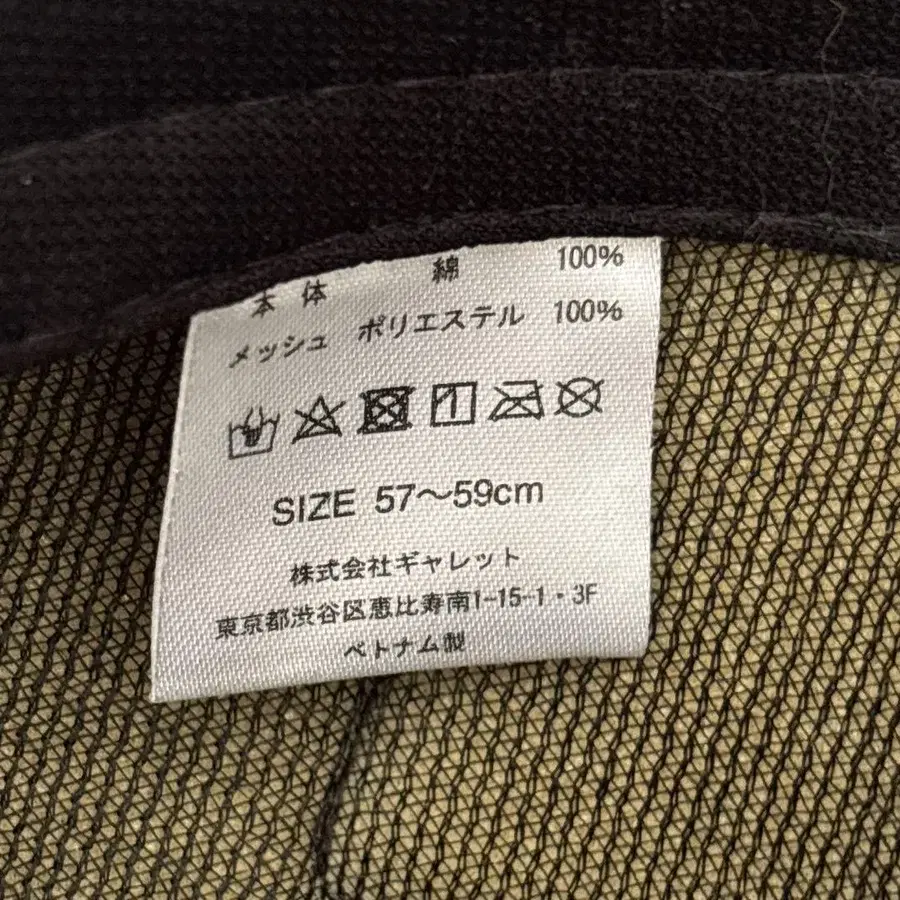 本体 綿 100%
メッシュ ポリエステル 100%
SIZE 57～59cm
株式会社ギャレット
東京都渋谷区恵比寿南1-15-1・3F
ベトナム製